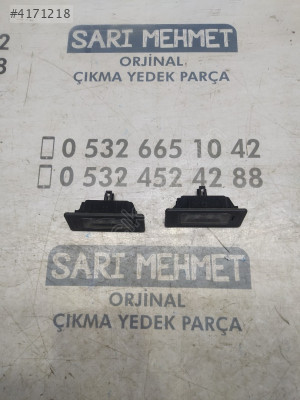 #4171218
SARI MEHMET
ORJİNAL
ÇIKMA YEDEK PARÇA
0 532 665 10 42
0 532 452 42 88
SARI MEHMET
ORJİNAL
ÇIKMA YEDEK PARÇA